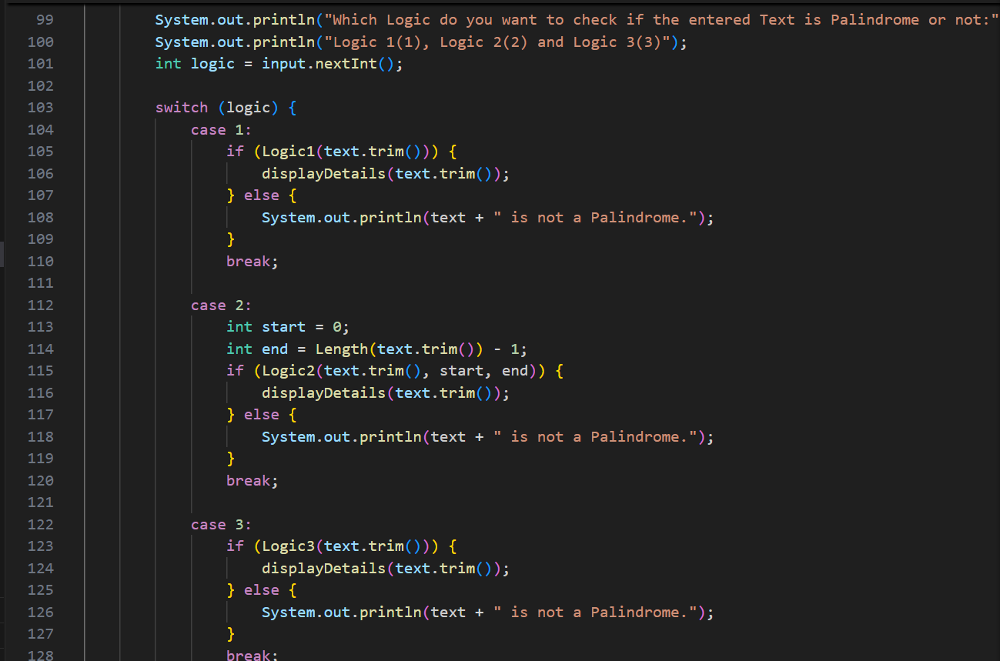 99 System.out.println("Which Logic do you want to check if the entered Text is Palindrome or not:"
100 System.out.println("Logic 1(1), Logic 2(2) and Logic 3(3)");
101 int logic = input.nextInt();
102
103 switch (logic) {
104 case 1:
105 if (Logic1(text.trim())) {
106 displayDetails(text.trim());
107 } else {
108 System.out.println(text + " is not a Palindrome.");
109 }
110 break;
111
112 case 2:
113 int start = 0;
114 int end = Length(text.trim()) - 1;
115 if (Logic2(text.trim(), start, end)) {
116 displayDetails(text.trim());
117 } else {
118 System.out.println(text + " is not a Palindrome.");
119 }
120 break;
121
122 case 3:
123 if (Logic3(text.trim())) {
124 displayDetails(text.trim());
125 } else {
126 System.out.println(text + " is not a Palindrome.");
127 }
128 break;